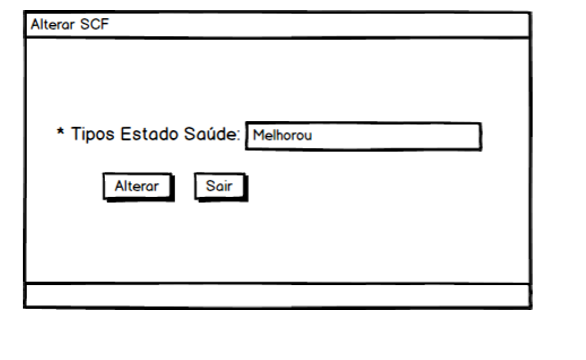 Alterar SCF
* Tipos Estado Saúde: Melhorou
Alterar Sair